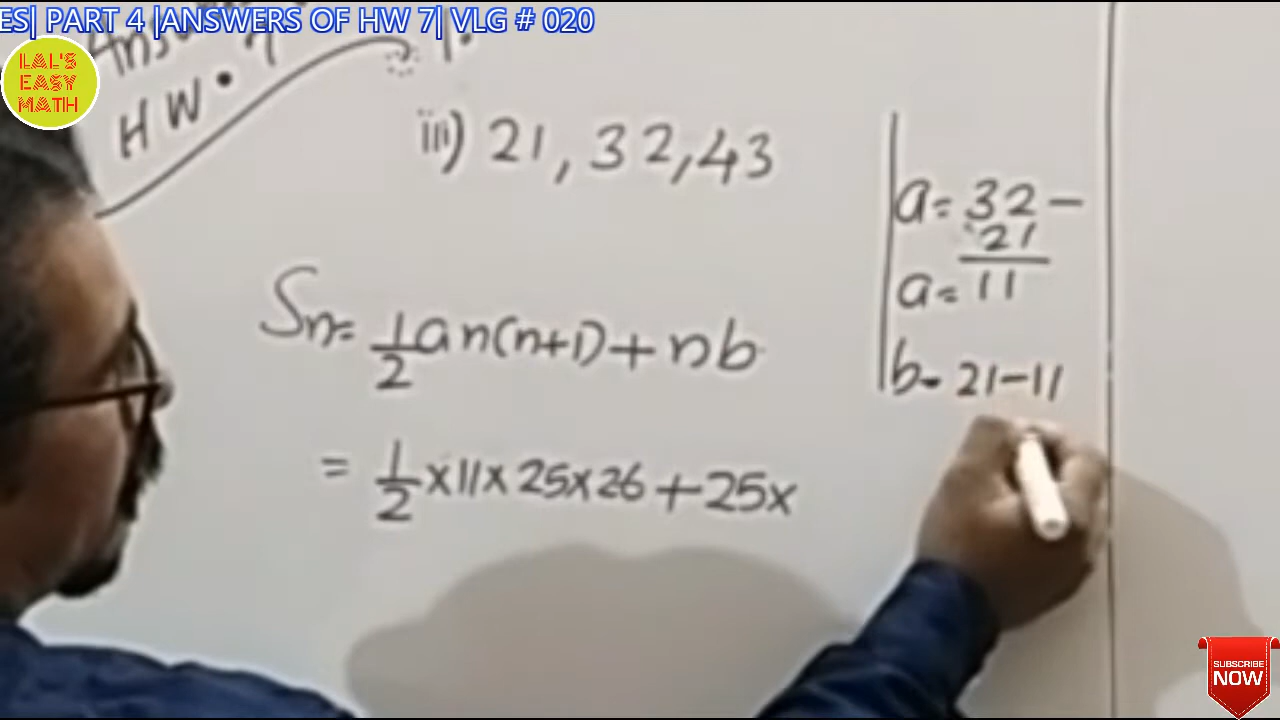 ES| PART 4 |ANSWERS OF HW 7| VLG # 020
LAL'S
EASY
MATH
HW • 7
iii) 21, 32, 43
Sn = 1/2 an(n+1) + nb
= 1/2 × 11 × 25 × 26 + 25 ×
a = 32 -
21
a = 11
b = 21 - 11
SUBSCRIBE
NOW